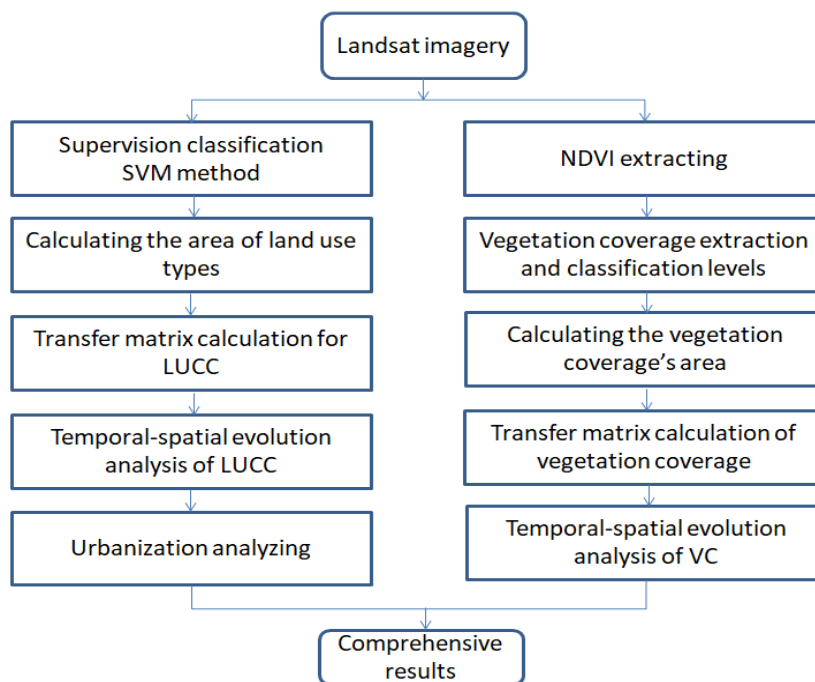 Landsat imagery
Supervision classification
SVM method
Calculating the area of land use
types
Transfer matrix calculation for
LUCC
Temporal-spatial evolution
analysis of LUCC
Urbanization analyzing
NDVI extracting
Vegetation coverage extraction
and classification levels
Calculating the vegetation
coverage's area
Transfer matrix calculation of
vegetation coverage
Temporal-spatial evolution
analysis of VC
Comprehensive
results